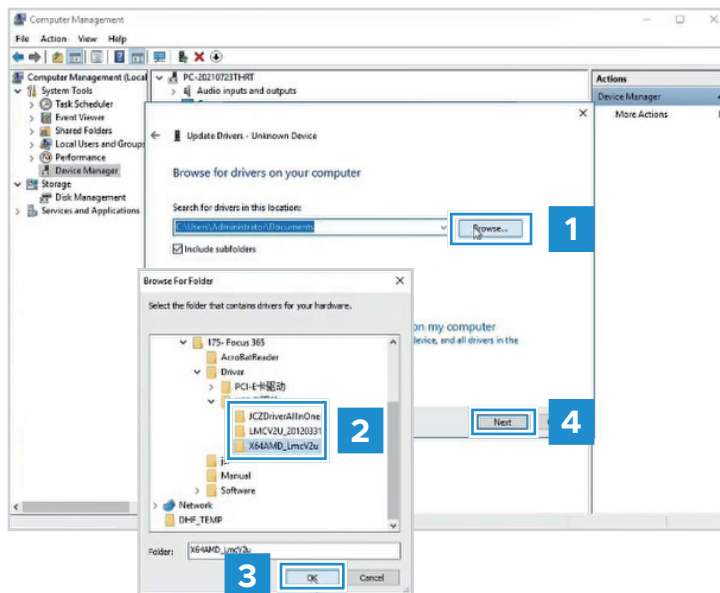 Computer Management
File Action View Help
Computer Management (Local
System Tools
Task Scheduler
Event Viewer
Shared Folders
Local Users and Groups
Performance
Device Manager
Storage
Disk Management
Services and Applications
PC-20210723THRT
Audio inputs and outputs
Actions
Device Manager
More Actions
Update Drivers - Unknown Device
Browse for drivers on your computer
Search for drivers in this location:
C:\Users\Administrator\Documents
Browse...
1
Include subfolders
on my computer
device, and all drivers in the
Next
4
Browse For Folder
Select the folder that contains drivers for your hardware.
175- Focus 365
AcroBatReader
Driver
PCI-E卡驱动
JCZDriverAllInOne
LMCV2U_20120331
X64AMD_LmcV2u
2
Manual
Software
Network
DHF_TEMP
Folder:
X64AMD_LmcV2u
3
OK
Cancel